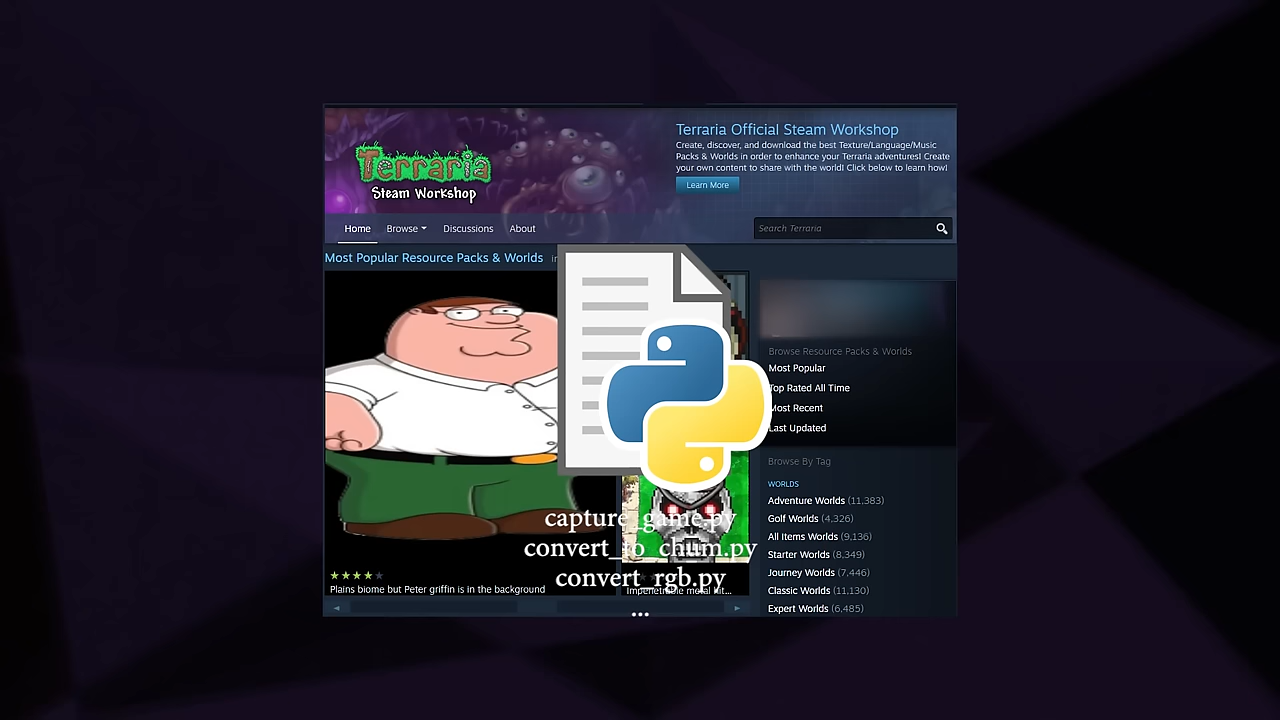 Terraria
Steam Workshop
Terraria Official Steam Workshop
Create, discover, and download the best Texture/Language/Music
Packs & Worlds in order to enhance your Terraria adventures! Create
your own content to share with the world! Click below to learn how!
Learn More
Home
Browse
Discussions
About
Search Terraria
Most Popular Resource Packs & Worlds
Browse Resource Packs & Worlds
Most Popular
Top Rated All Time
Most Recent
Last Updated
Browse By Tag
WORLDS
Adventure Worlds (11,383)
Golf Worlds (4,326)
All Items Worlds (9,136)
Starter Worlds (8,349)
Journey Worlds (7,446)
Classic Worlds (11,130)
Expert Worlds (6,485)
capture_game.py
convert_to_chum.py
convert_rgb.py
...
Plains biome but Peter griffin is in the background
Impenetrable metal hit...